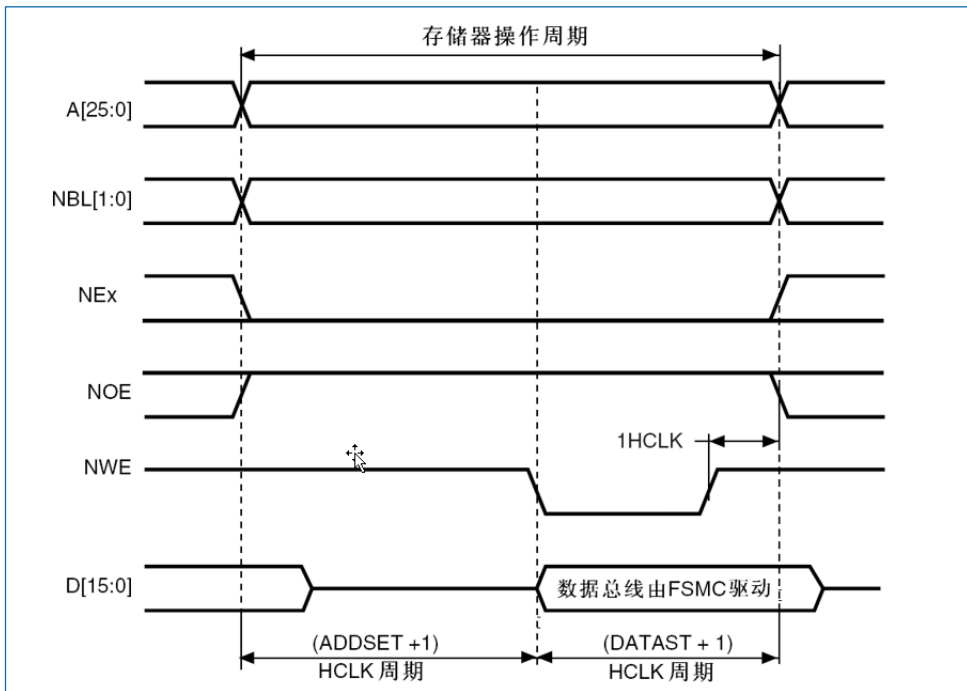 存储器操作周期
A[25:0]
NBL[1:0]
NEx
NOE
1HCLK
NWE
D[15:0]
数据总线由FSMC驱动
(ADDSET +1)
HCLK 周期
(DATAST + 1)
HCLK 周期